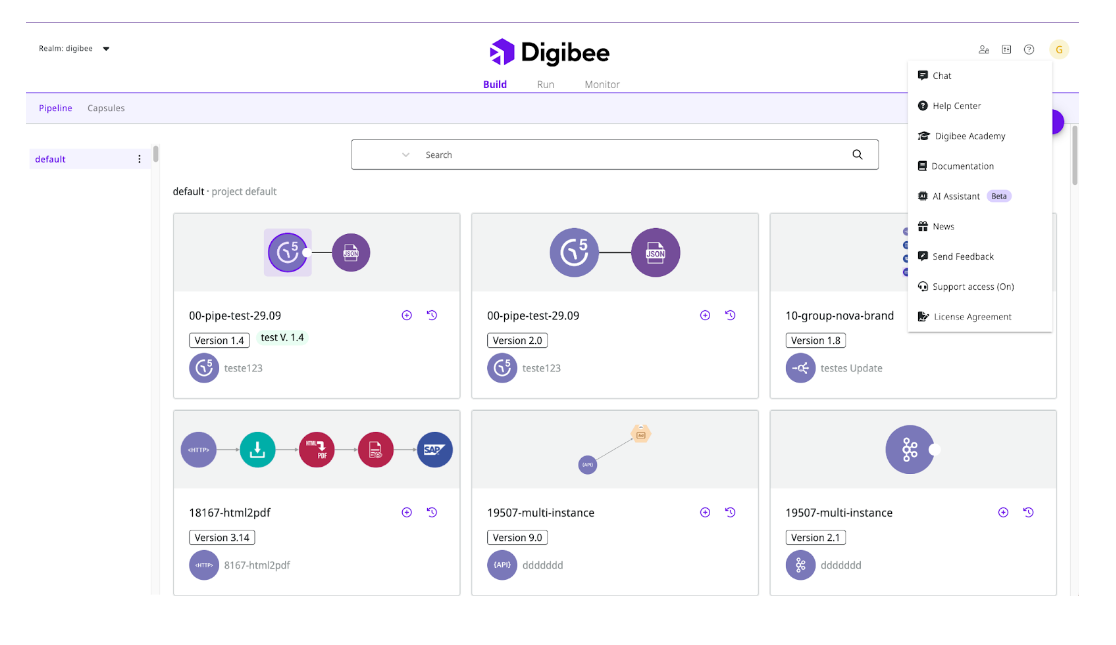 Realm: digibee
Digibee
G
Build Run Monitor
Pipeline Capsules
Chat
Help Center
Digibee Academy
Documentation
AI Assistant Beta
News
Send Feedback
Support access (On)
License Agreement
default
Search
default · project default
5 JSON
00-pipe-test-29.09
Version 1.4 test V. 1.4
5 teste123
5 JSON
00-pipe-test-29.09
Version 2.0
5 teste123
10-group-nova-brand
Version 1.8
testes Update
<HTTP> HTML PDF SAP
18167-html2pdf
Version 3.14
<HTTP> 8167-html2pdf
{API}
19507-multi-instance
Version 9.0
{API} ddddddd
19507-multi-instance
Version 2.1
ddddddd